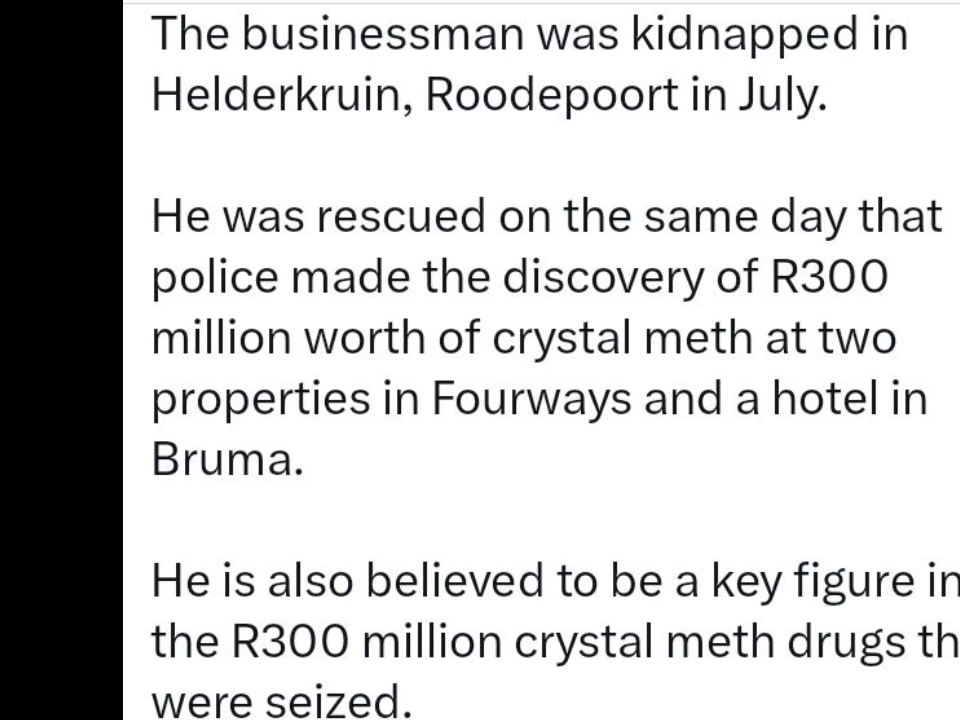 The businessman was kidnapped in
Helderkruin, Roodepoort in July.
He was rescued on the same day that
police made the discovery of R300
million worth of crystal meth at two
properties in Fourways and a hotel in
Bruma.
He is also believed to be a key figure in
the R300 million crystal meth drugs th
were seized.